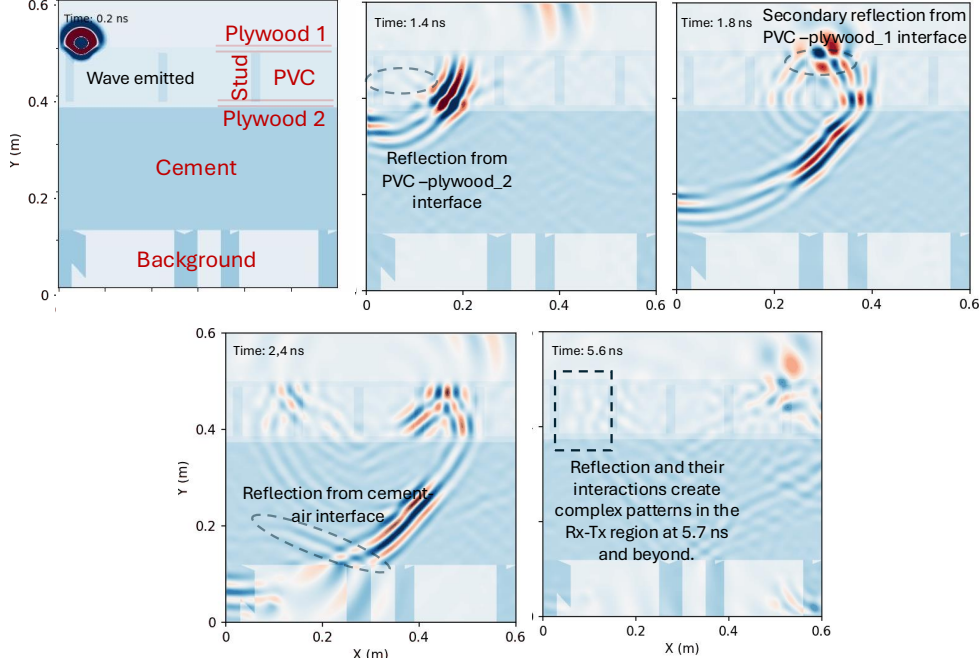 0.6
Time: 0.2 ns
Plywood 1
Wave emitted
Stud
PVC
0.4
Plywood 2
Y (m)
Cement
0.2
Background
0
Time: 1.4 ns
Reflection from
PVC –plywood_2
interface
0 0.2 0.4 0.6
Time: 1.8 ns
Secondary reflection from
PVC –plywood_1 interface
0 0.2 0.4 0.6
0.6
Time: 2,4 ns
0.4
Y (m)
Reflection from cement-
air interface
0.2
0
0 0.2 0.4 0.6
X (m)
Time: 5.6 ns
Reflection and their
interactions create
complex patterns in the
Rx-Tx region at 5.7 ns
and beyond.
0 0.2 0.4 0.6
X (m)